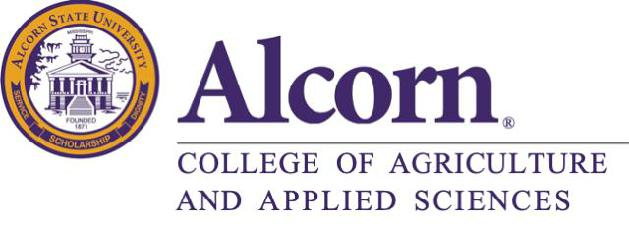 ALCORN STATE UNIVERSITY
MISSISSIPPI
FOUNDED
1871
SERVICE
SCHOLARSHIP
DIGNITY
Alcorn®
COLLEGE OF AGRICULTURE
AND APPLIED SCIENCES